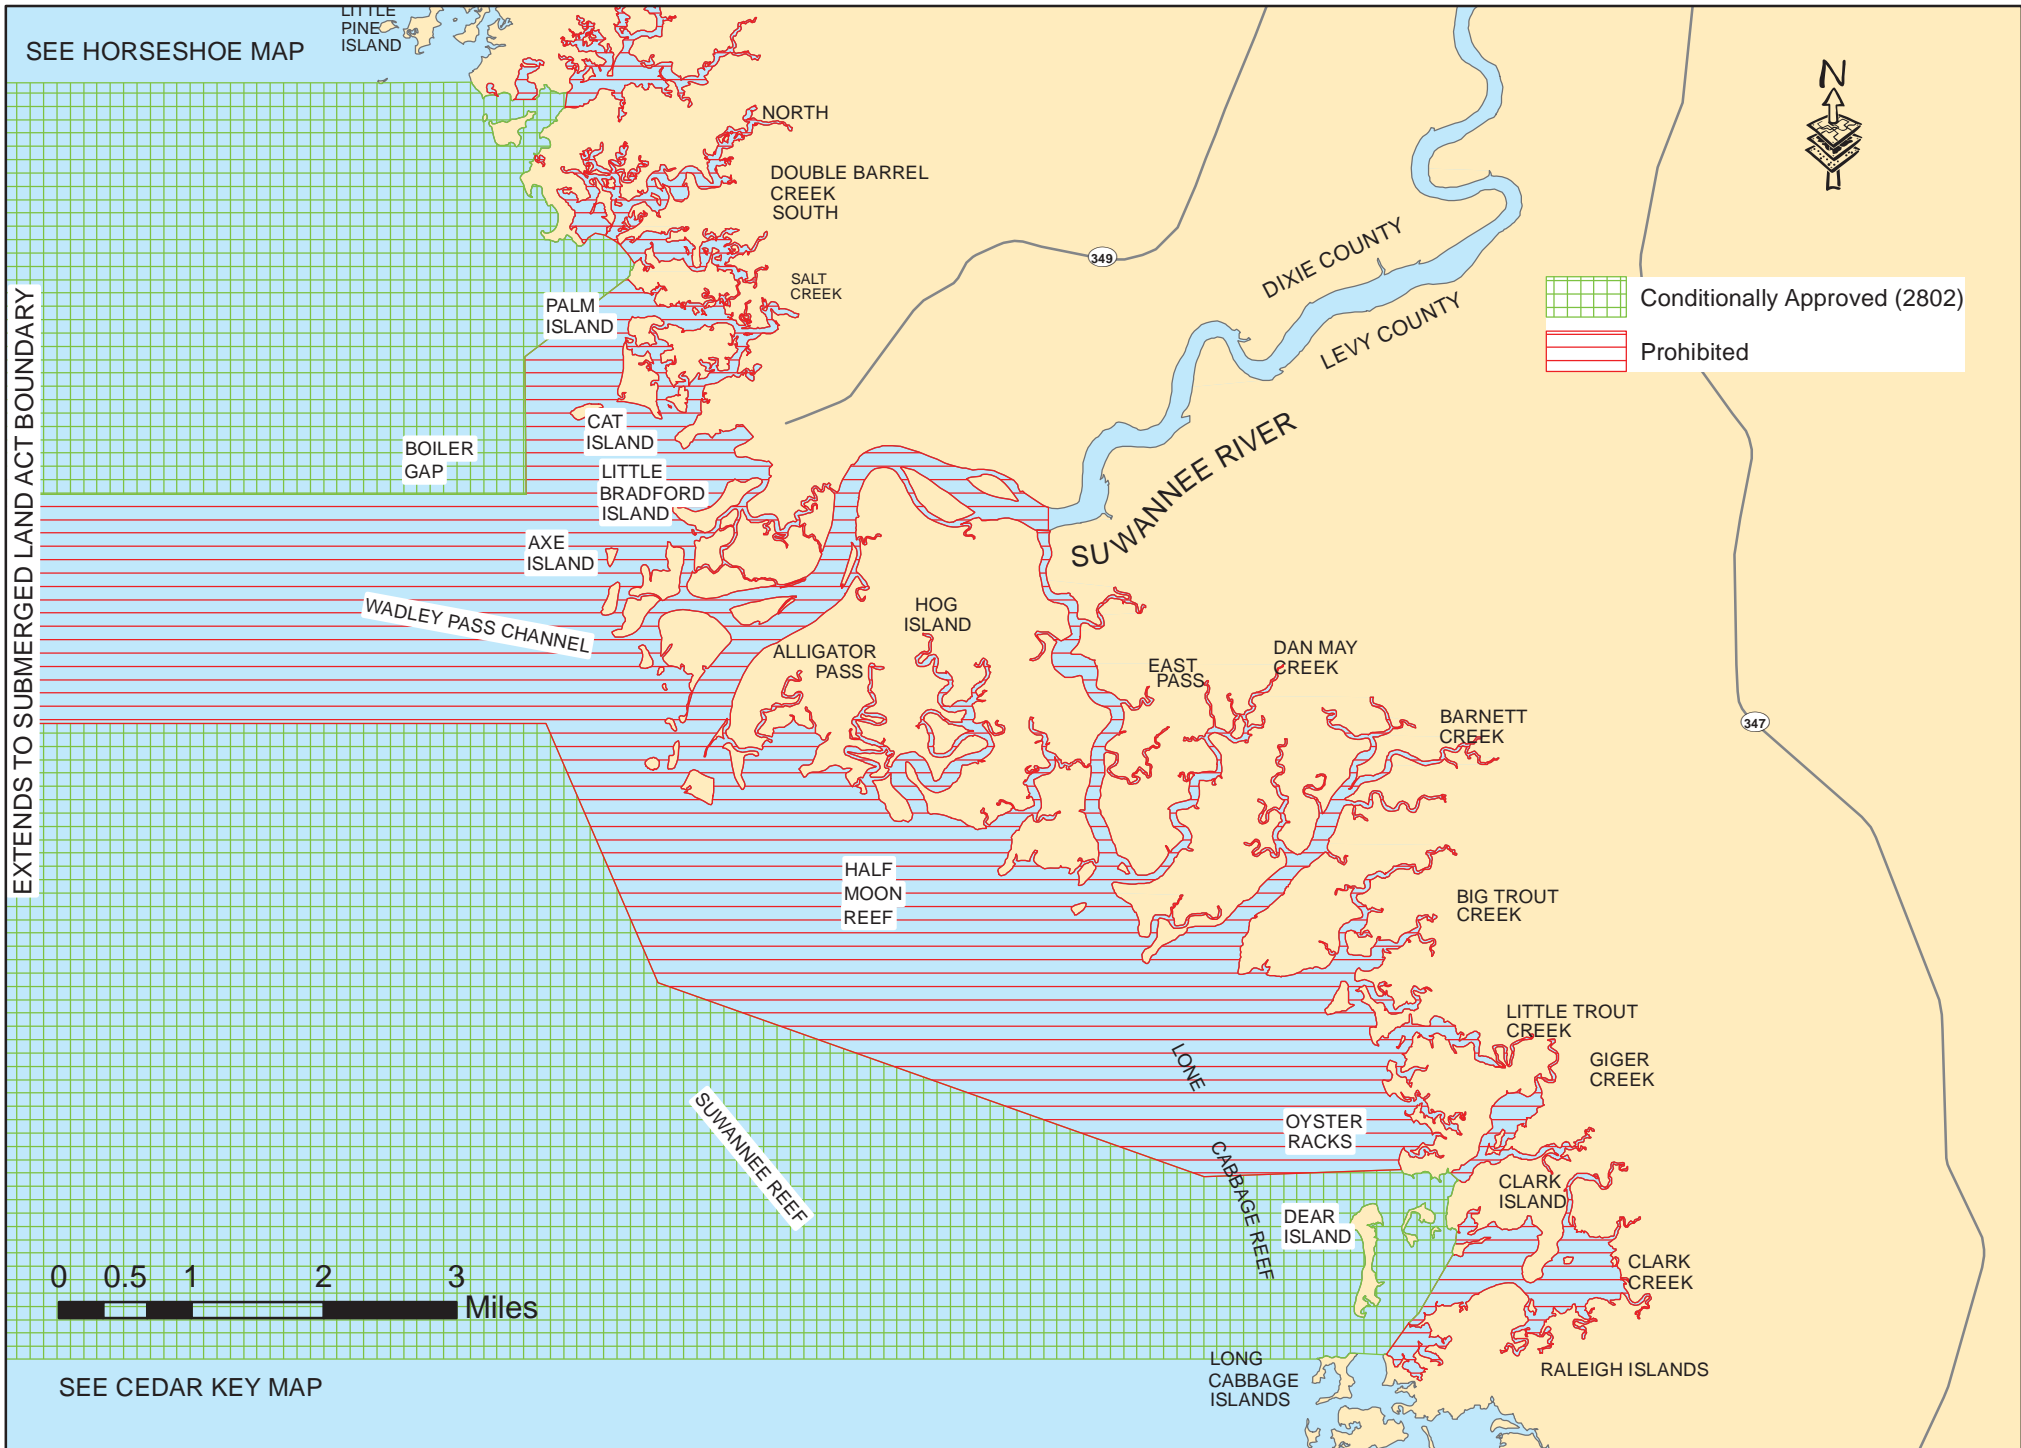 LITTLE
PINE
ISLAND
SEE HORSESHOE MAP
N
NORTH
DOUBLE BARREL
CREEK
SOUTH
349
DIXIE COUNTY
LEVY COUNTY
SALT
CREEK
PALM
ISLAND
Conditionally Approved (2802)
Prohibited
EXTENDS TO SUBMERGED LAND ACT BOUNDARY
CAT
ISLAND
BOILER
GAP
LITTLE
BRADFORD
ISLAND
SUWANNEE RIVER
AXE
ISLAND
WADLEY PASS CHANNEL
HOG
ISLAND
ALLIGATOR
PASS
EAST
PASS
DAN MAY
CREEK
BARNETT
CREEK
347
HALF
MOON
REEF
BIG TROUT
CREEK
LITTLE TROUT
CREEK
GIGER
CREEK
LONE
CABBAGE REEF
OYSTER
RACKS
SUWANNEE REEF
CLARK
ISLAND
DEAR
ISLAND
CLARK
CREEK
0 0.5 1 2 3
Miles
LONG
CABBAGE
ISLANDS
RALEIGH ISLANDS
SEE CEDAR KEY MAP